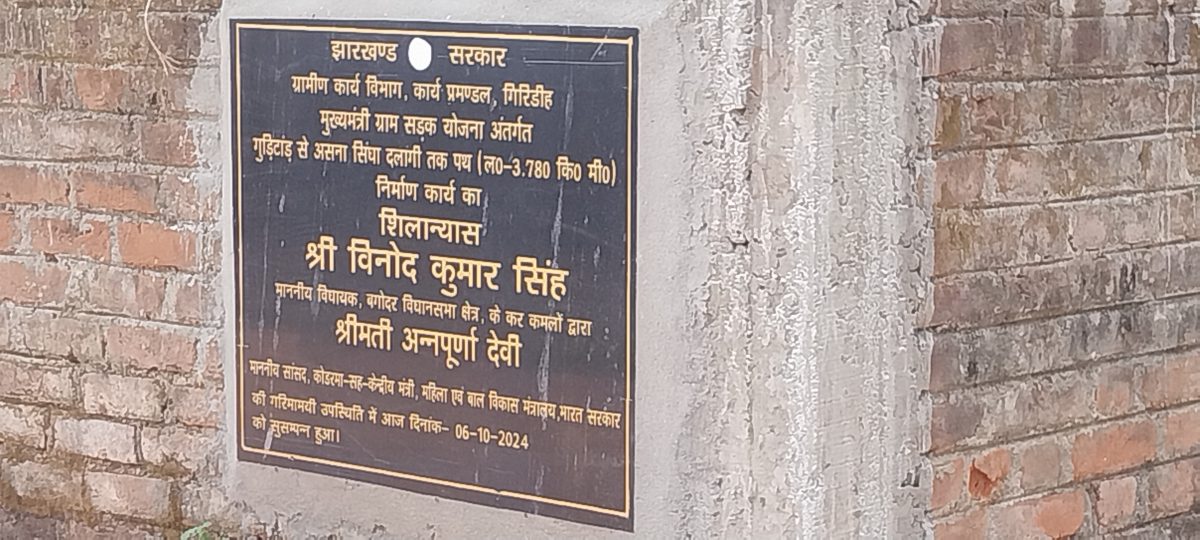 झारखण्ड सरकार
ग्रामीण कार्य विभाग, कार्य प्रमण्डल, गिरिडीह
मुख्यमंत्री ग्राम सड़क योजना अंतर्गत
गुड़िटांड़ से असना सिंघा दलांगी तक पथ (ल0-3.780 कि0 मी0)
निर्माण कार्य का
शिलान्यास
श्री विनोद कुमार सिंह
माननीय विधायक, बगोदर विधानसभा क्षेत्र, के कर कमलों द्वारा
श्रीमती अन्नपूर्णा देवी
माननीय सांसद, कोडरमा-सह-केन्द्रीय मंत्री, महिला एवं बाल विकास मंत्रालय,भारत सरकार
की गरिमामयी उपस्थिति में आज दिनांक- 06-10-2024
को सुसम्पन्न हुआ।